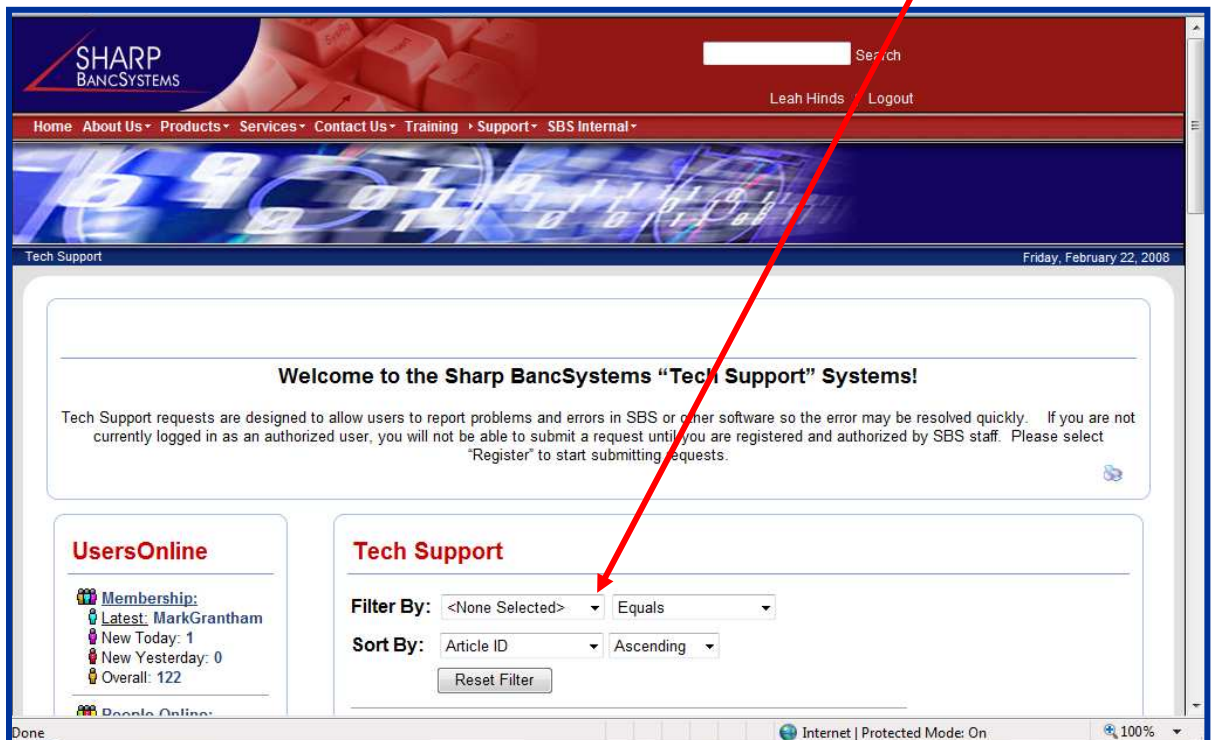 SHARP
BANCSYSTEMS
Search
Leah Hinds Logout
Home About Us Products Services Contact Us Training Support SBS Internal
Tech Support Friday, February 22, 2008
Welcome to the Sharp BancSystems “Tech Support” Systems!
Tech Support requests are designed to allow users to report problems and errors in SBS or other software so the error may be resolved quickly. If you are not
currently logged in as an authorized user, you will not be able to submit a request until you are registered and authorized by SBS staff. Please select
“Register” to start submitting requests.
UsersOnline
Membership:
Latest: MarkGrantham
New Today: 1
New Yesterday: 0
Overall: 122
People Online:
Tech Support
Filter By: <None Selected> Equals
Sort By: Article ID Ascending
Reset Filter
Done Internet | Protected Mode: On 100%